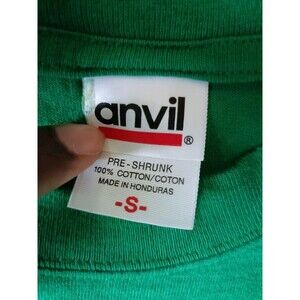 anvil®
PRE-SHRUNK
100% COTTON/COTON
MADE IN HONDURAS
-S-